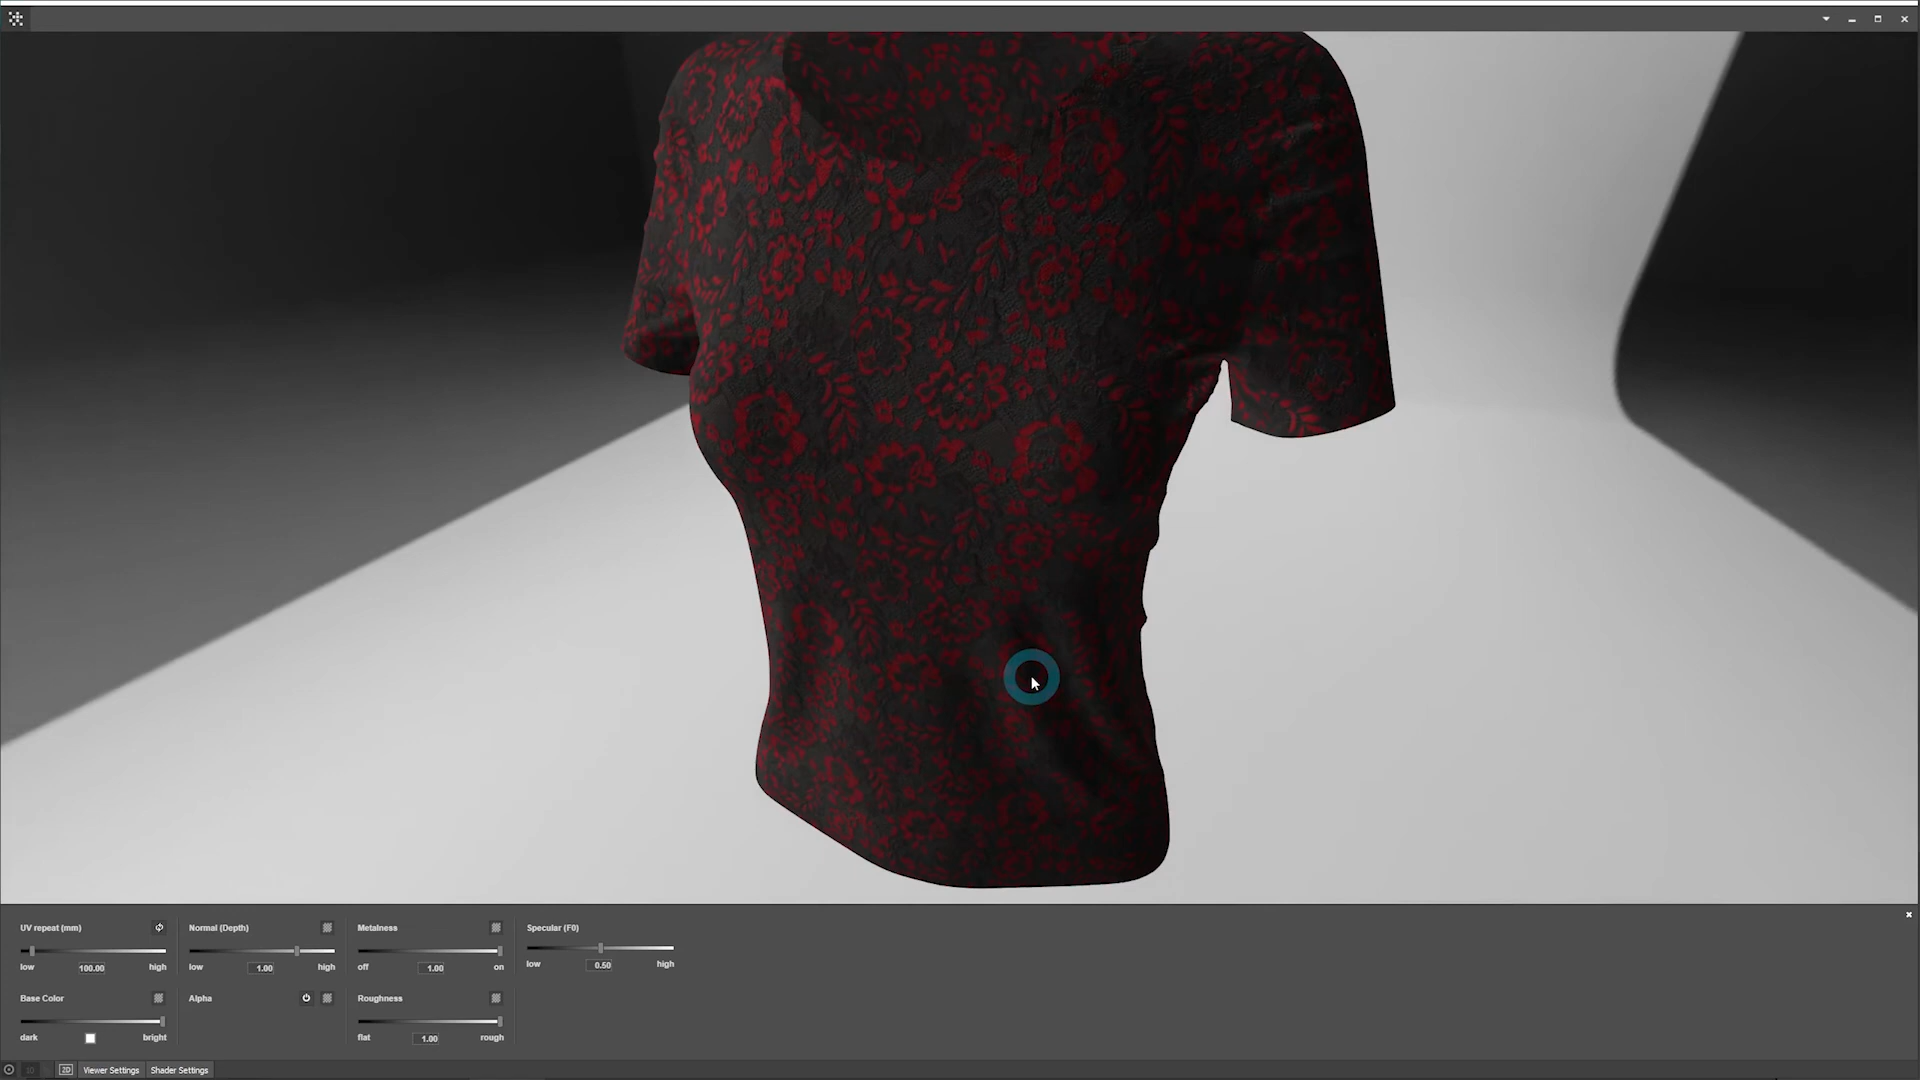 UV repeat (mm)
low 100.00 high
Normal (Depth)
low 1.00 high
Metalness
off 1.00 on
Specular (F0)
low 0.50 high
Base Color
dark bright
Alpha
Roughness
flat 1.00 rough
2D Viewer Settings Shader Settings